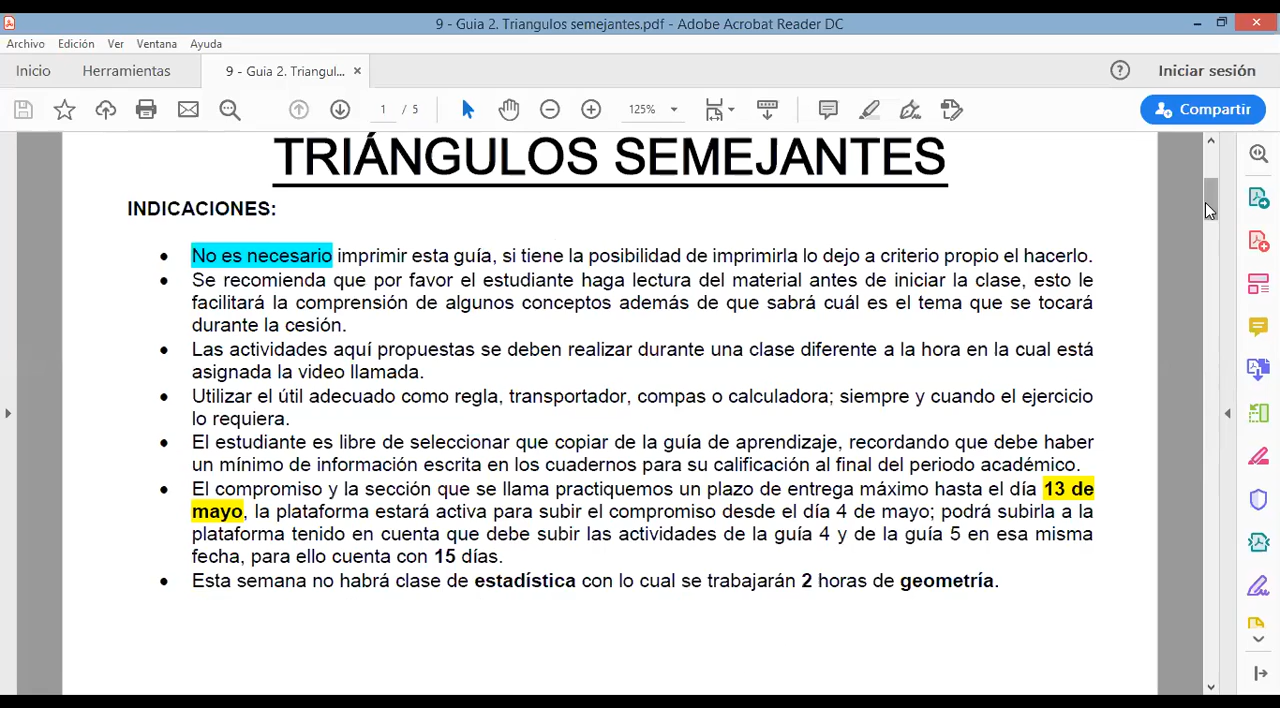 9 - Guia 2. Triangulos semejantes.pdf - Adobe Acrobat Reader DC
Archivo Edición Ver Ventana Ayuda
Inicio Herramientas 9 - Guia 2. Triangul... Iniciar sesión
1 / 5 125% Compartir
TRIÁNGULOS SEMEJANTES
INDICACIONES:
• No es necesario imprimir esta guía, si tiene la posibilidad de imprimirla lo dejo a criterio propio el hacerlo.
• Se recomienda que por favor el estudiante haga lectura del material antes de iniciar la clase, esto le
facilitará la comprensión de algunos conceptos además de que sabrá cuál es el tema que se tocará
durante la cesión.
• Las actividades aquí propuestas se deben realizar durante una clase diferente a la hora en la cual está
asignada la video llamada.
• Utilizar el útil adecuado como regla, transportador, compas o calculadora; siempre y cuando el ejercicio
lo requiera.
• El estudiante es libre de seleccionar que copiar de la guía de aprendizaje, recordando que debe haber
un mínimo de información escrita en los cuadernos para su calificación al final del periodo académico.
• El compromiso y la sección que se llama practiquemos un plazo de entrega máximo hasta el día 13 de
mayo, la plataforma estará activa para subir el compromiso desde el día 4 de mayo; podrá subirla a la
plataforma tenido en cuenta que debe subir las actividades de la guía 4 y de la guía 5 en esa misma
fecha, para ello cuenta con 15 días.
• Esta semana no habrá clase de estadística con lo cual se trabajarán 2 horas de geometría.